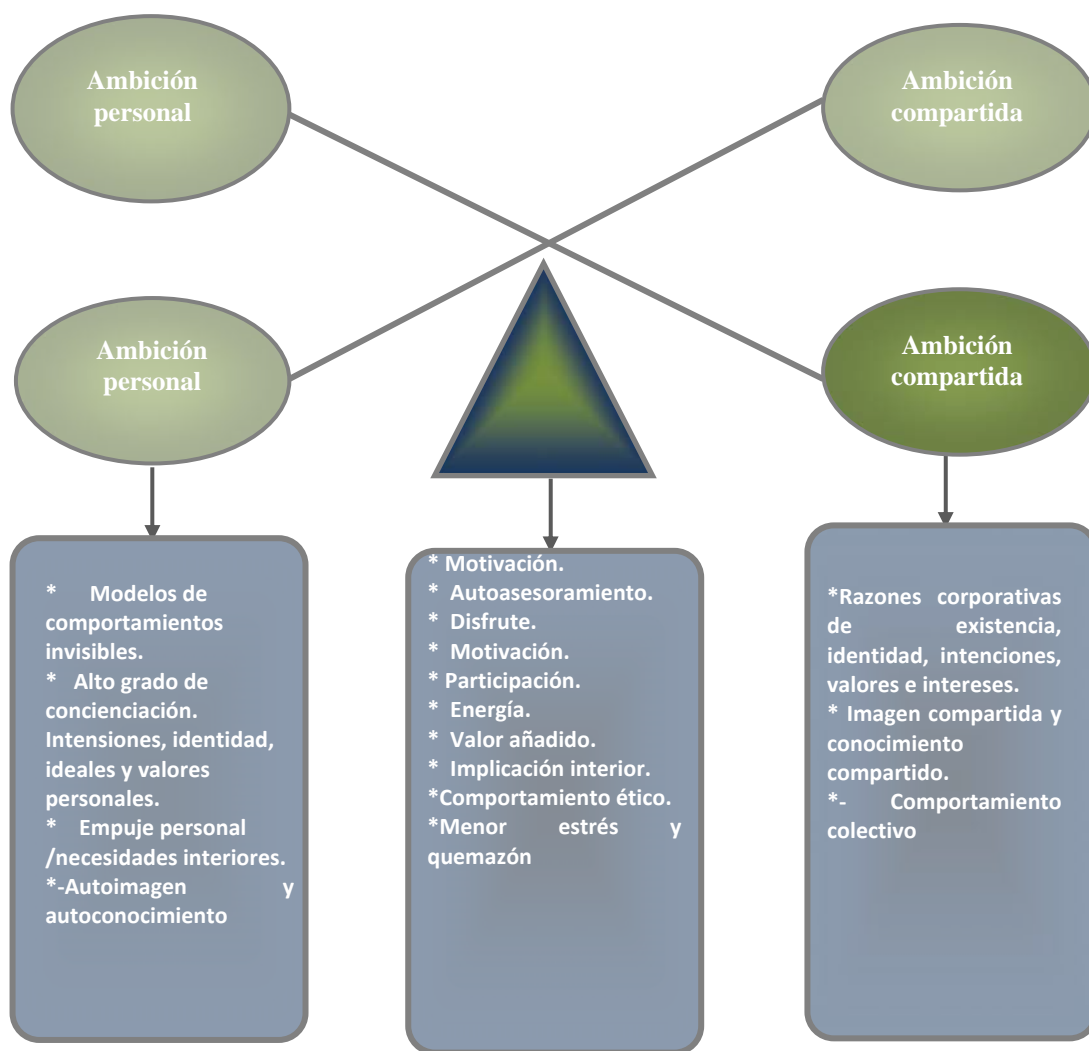 Ambición
personal
Ambición
compartida
Ambición
personal
Ambición
compartida
* Modelos de
comportamientos
invisibles.
* Alto grado de
concienciación.
Intensiones, identidad,
ideales y valores
personales.
* Empuje personal
/necesidades interiores.
*-Autoimagen y
autoconocimiento
* Motivación.
* Autoasesoramiento.
* Disfrute.
* Motivación.
* Participación.
* Energía.
* Valor añadido.
* Implicación interior.
*Comportamiento ético.
*Menor estrés y
quemazón
*Razones corporativas
de existencia,
identidad, intenciones,
valores e intereses.
* Imagen compartida y
conocimiento
compartido.
*- Comportamiento
colectivo